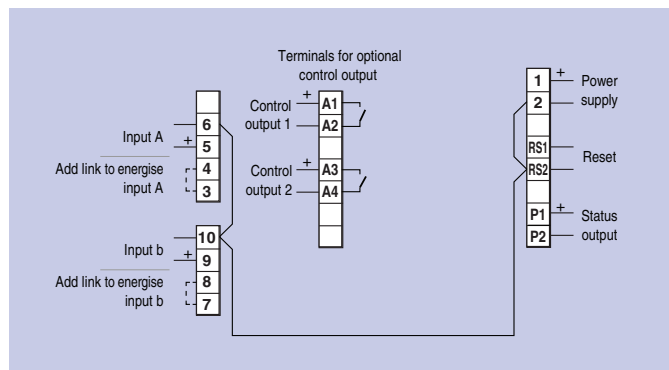 Terminals for optional
control output
6
5
4
3
Input A
+
Add link to energise
input A
10
9
8
7
Input b
+
Add link to energise
input b
Control
output 1
+
A1
A2
Control
output 2
+
A3
A4
1
2
+
Power
supply
RS1
RS2
Reset
P1
P2
+
Status
output